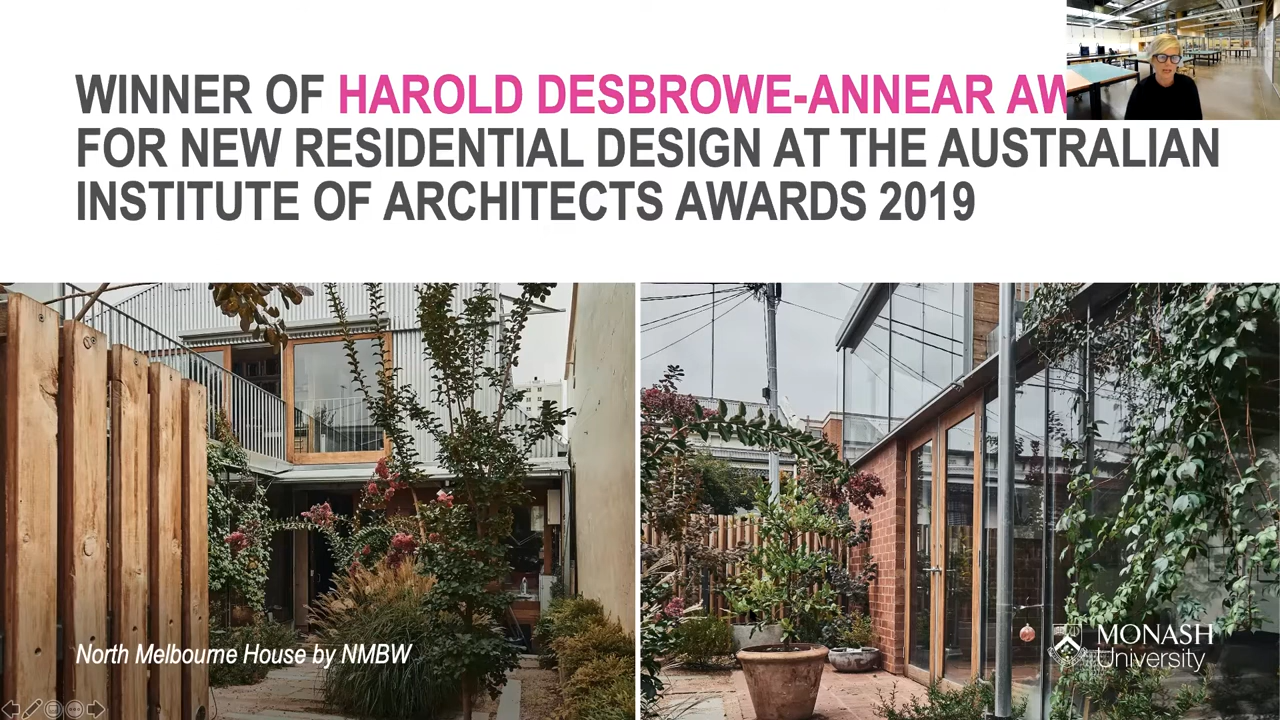 WINNER OF HAROLD DESBROWE-ANNEAR AW
FOR NEW RESIDENTIAL DESIGN AT THE AUSTRALIAN
INSTITUTE OF ARCHITECTS AWARDS 2019
North Melbourne House by NMBW
MONASH
University